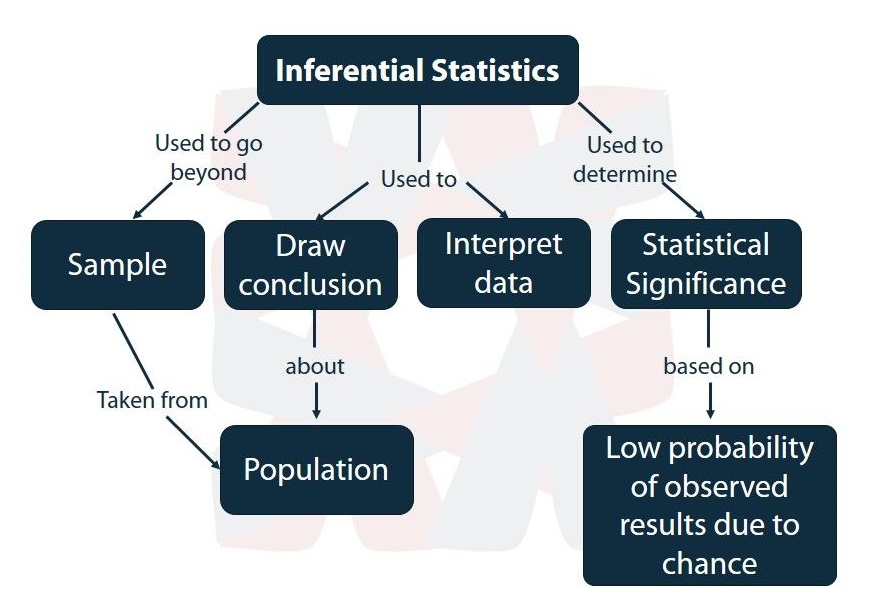 Inferential Statistics
Used to go
beyond
Used to
Used to
determine
Sample
Draw
conclusion
Interpret
data
Statistical
Significance
about
based on
Taken from
Population
Low probability
of observed
results due to
chance